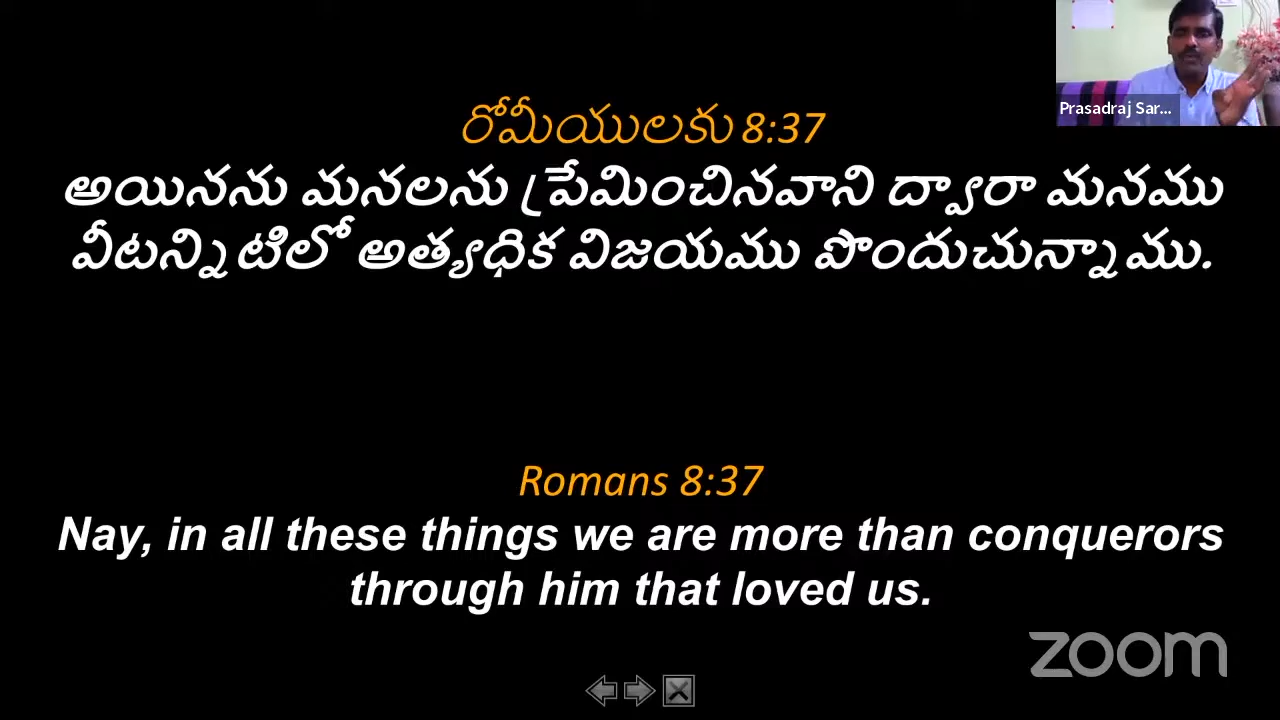 Prasadraj Sar...
రోమీయులకు 8:37
అయినను మనలను ప్రేమించినవాని ద్వారా మనము
వీటన్నిటిలో అత్యధిక విజయము పొందుచున్నాము.
Romans 8:37
Nay, in all these things we are more than conquerors
through him that loved us.
zoom